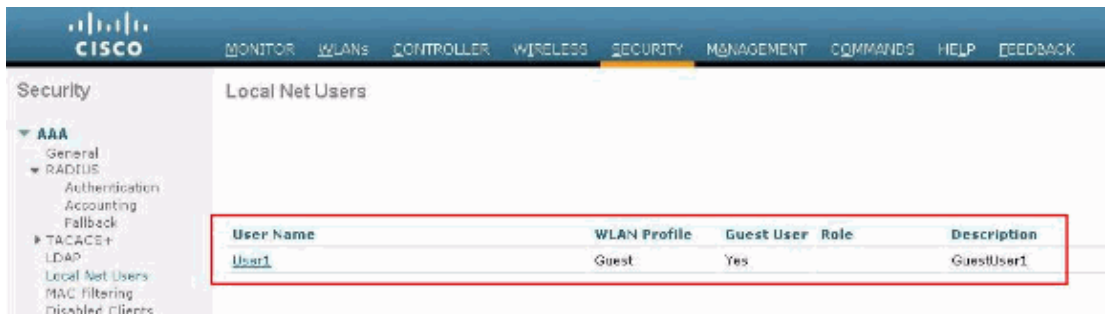 CISCO
MONITOR WLANs CONTROLLER WIRELESS SECURITY MANAGEMENT COMMANDS HELP FEEDBACK
Security
AAA
General
RADIUS
Authentication
Accounting
Fallback
TACACS+
LDAP
Local Net Users
MAC Filtering
Disabled Clients
Local Net Users
User Name WLAN Profile Guest User Role Description
User1 Guest Yes GuestUser1